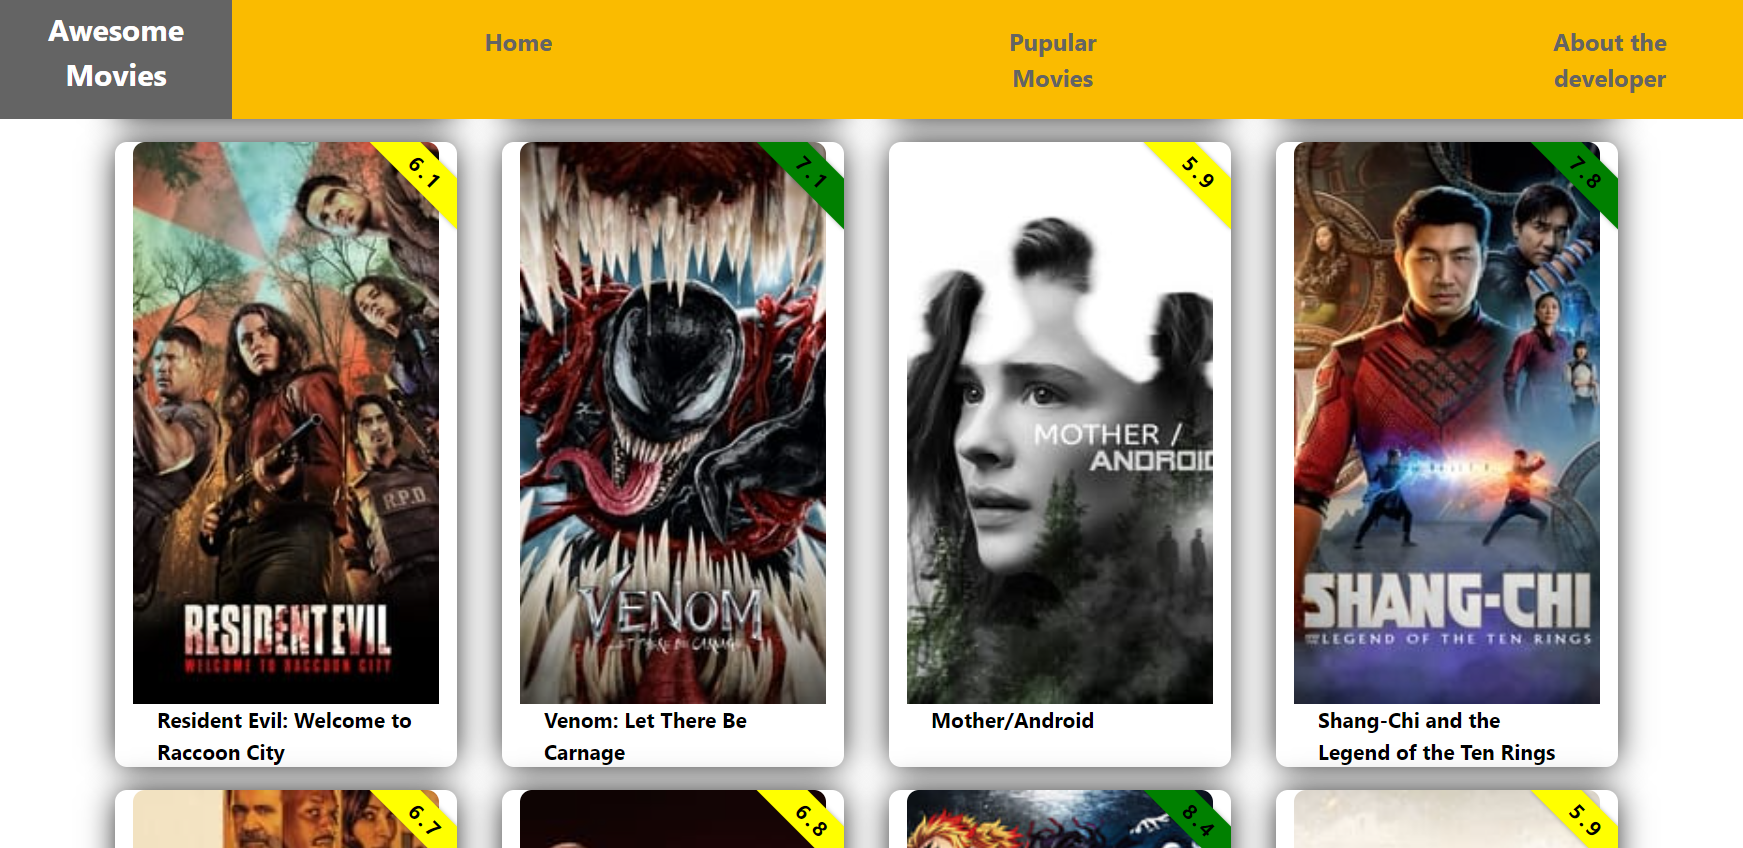 Awesome
Movies
Home
Pupular
Movies
About the
developer
6.1
7.1
5.9
7.8
R.P.D.
RESIDENT EVIL
WELCOME TO RACCOON CITY
VENOM
LET THERE BE CARNAGE
MOTHER /
ANDROID
SHANG-CHI
LEGEND OF THE TEN RINGS
Resident Evil: Welcome to
Raccoon City
Venom: Let There Be
Carnage
Mother/Android
Shang-Chi and the
Legend of the Ten Rings
6.7
6.8
8.4
5.9